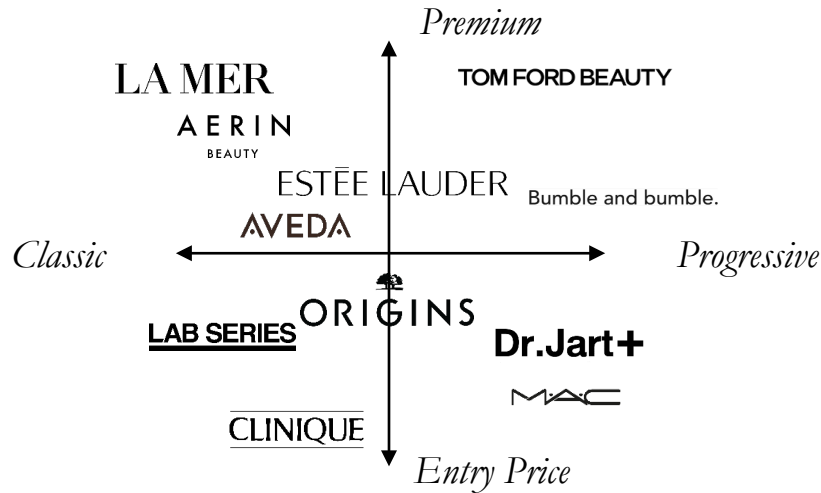 Premium
LA MER
TOM FORD BEAUTY
AERIN
BEAUTY
ESTĒE LAUDER
Bumble and bumble.
AVEDA
Classic
Progressive
ORIGINS
LAB SERIES
Dr.Jart+
MAC
CLINIQUE
Entry Price